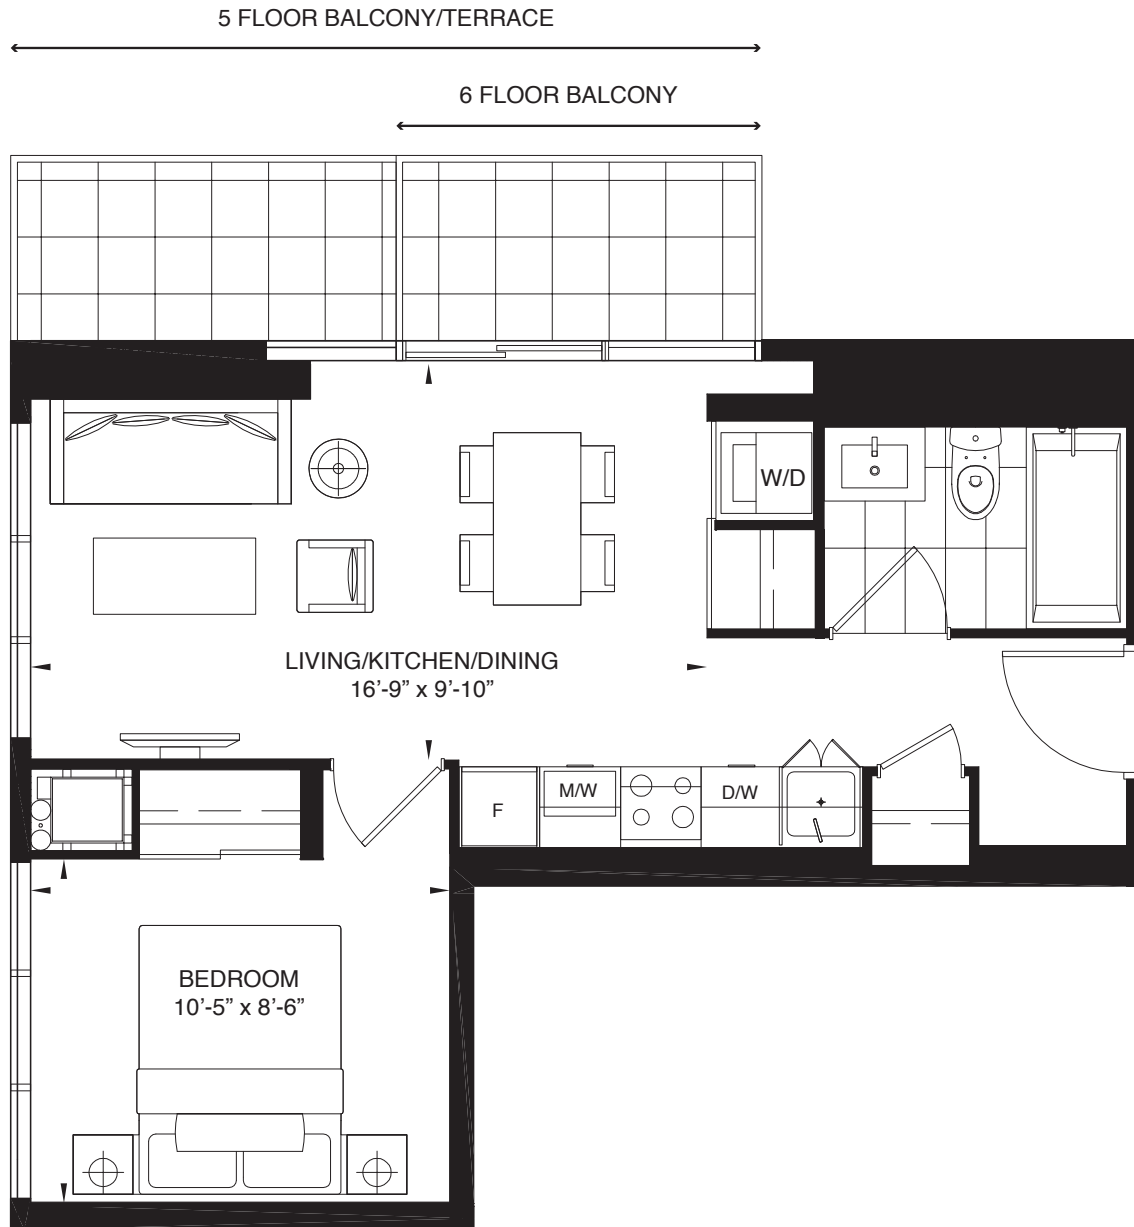 5 FLOOR BALCONY/TERRACE
6 FLOOR BALCONY
W/D
LIVING/KITCHEN/DINING
16’-9” x 9’-10”
F
M/W
D/W
BEDROOM
10’-5” x 8’-6”